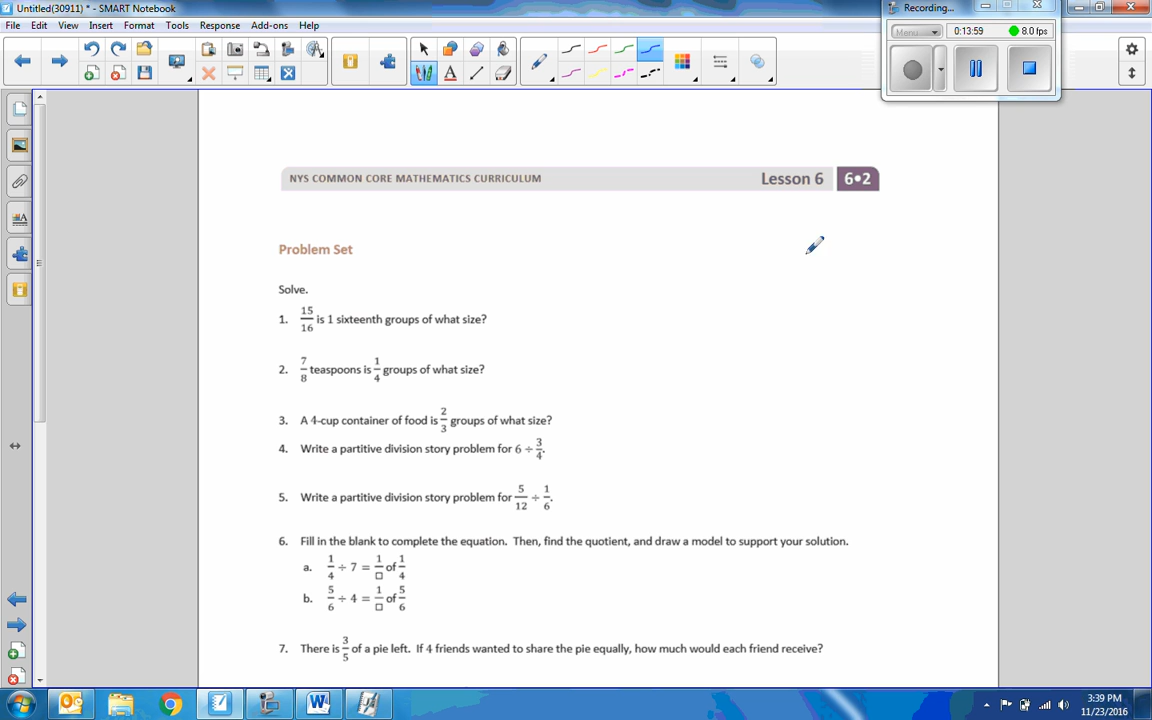 Untitled(30911) * - SMART Notebook
File Edit View Insert Format Tools Response Add-ons Help
Recording...
Menu 0:13:59 8.0 fps
NYS COMMON CORE MATHEMATICS CURRICULUM Lesson 6 6•2
Problem Set
Solve.
1. 15/16 is 1 sixteenth groups of what size?
2. 7/8 teaspoons is 1/4 groups of what size?
3. A 4-cup container of food is 2/3 groups of what size?
4. Write a partitive division story problem for 6 ÷ 3/4.
5. Write a partitive division story problem for 5/12 ÷ 1/6.
6. Fill in the blank to complete the equation. Then, find the quotient, and draw a model to support your solution.
a. 1/4 ÷ 7 = 1/□ of 1/4
b. 5/6 ÷ 4 = 1/□ of 5/6
7. There is 3/5 of a pie left. If 4 friends wanted to share the pie equally, how much would each friend receive?
3:39 PM
11/23/2016